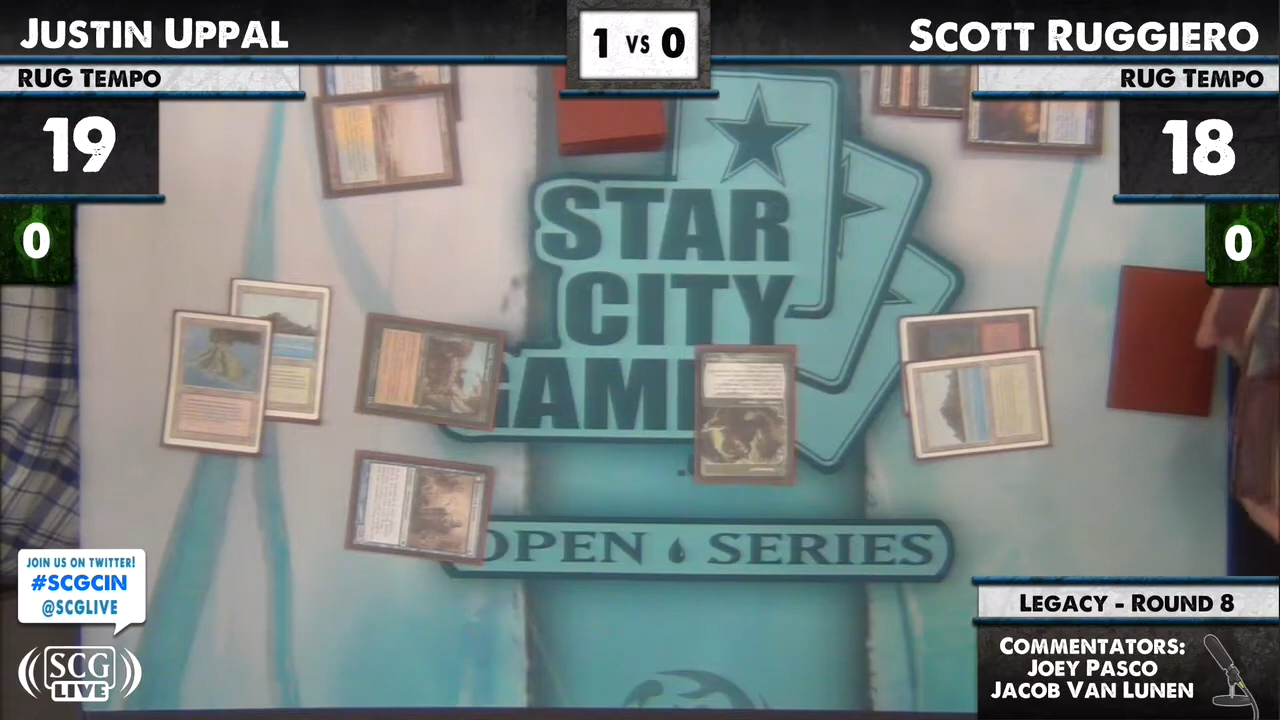 JUSTIN UPPAL
1 VS 0
SCOTT RUGGIERO
RUG TEMPO
RUG TEMPO
19
18
0
0
STAR
CITY
GAM
OPEN SERIES
JOIN US ON TWITTER!
#SCGCIN
@SCGLIVE
SCG
LIVE
LEGACY - ROUND 8
COMMENTATORS:
JOEY PASCO
JACOB VAN LUNEN